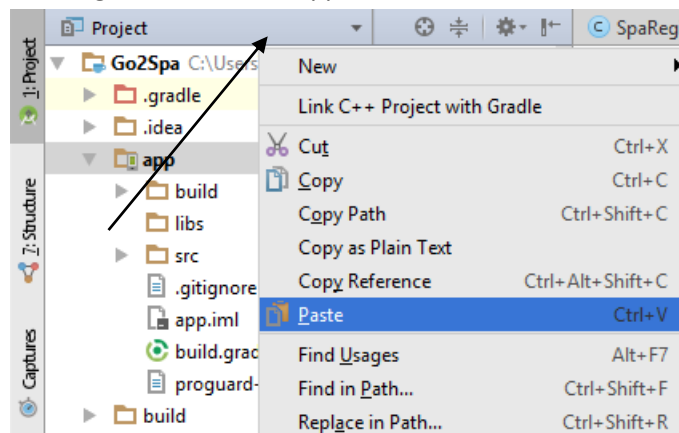 Project
SpaReg
1: Project
Go2Spa C:\Users
.gradle
.idea
app
build
libs
src
.gitignore
app.iml
build.grad
proguard-
build
7: Structure
Captures
New
Link C++ Project with Gradle
Cut Ctrl+X
Copy Ctrl+C
Copy Path Ctrl+Shift+C
Copy as Plain Text
Copy Reference Ctrl+Alt+Shift+C
Paste Ctrl+V
Find Usages Alt+F7
Find in Path... Ctrl+Shift+F
Replace in Path... Ctrl+Shift+R